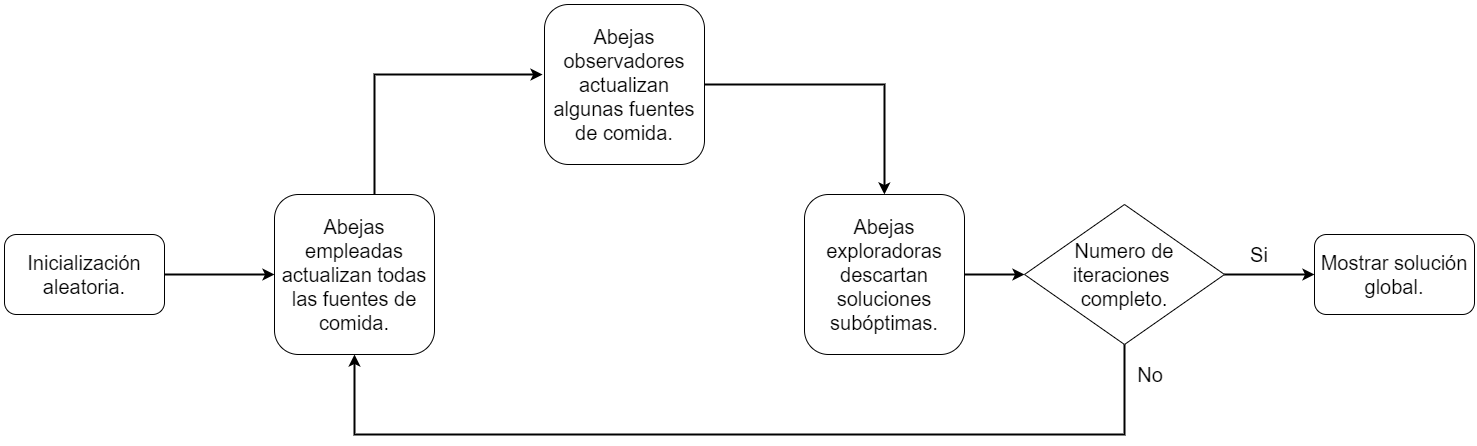 Inicialización
aleatoria.
Abejas
empleadas
actualizan todas
las fuentes de
comida.
Abejas
observadores
actualizan
algunas fuentes
de comida.
Abejas
exploradoras
descartan
soluciones
subóptimas.
Numero de
iteraciones
completo.
Si
Mostrar solución
global.
No